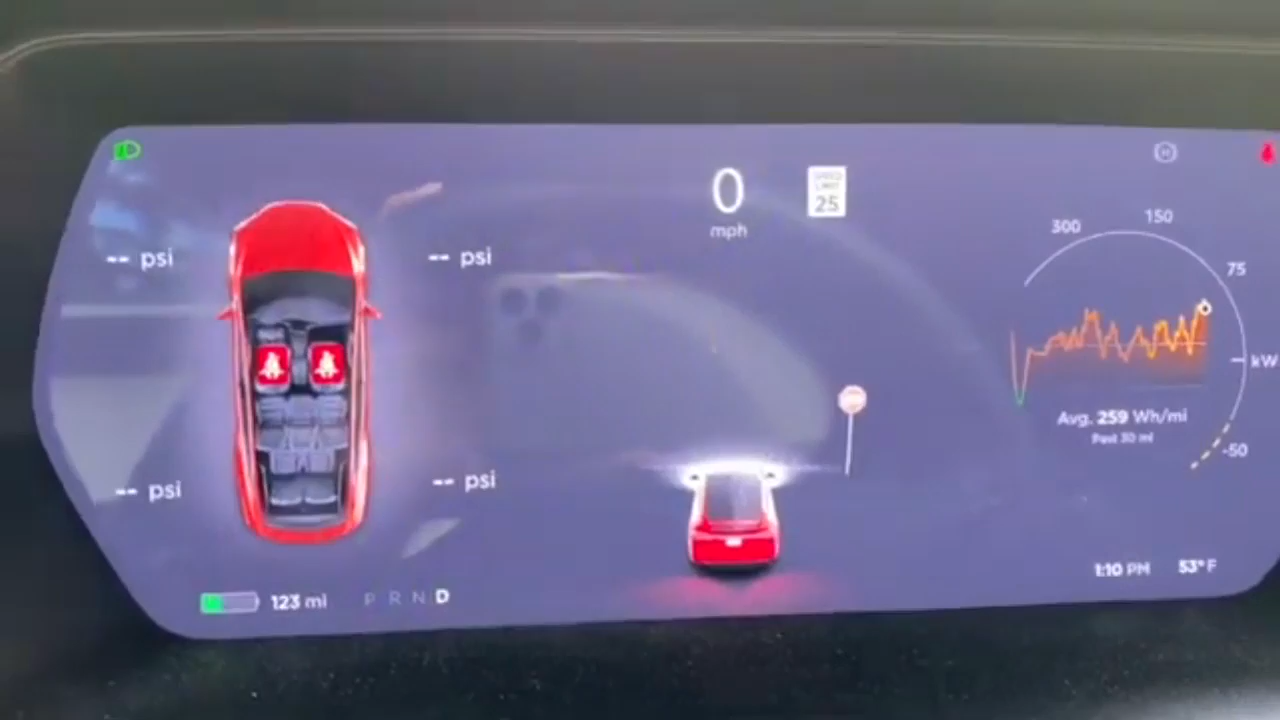 0
mph
SPEED
LIMIT
25
-- psi
-- psi
-- psi
-- psi
123 mi
P R N D
300
150
75
kW
-50
Avg. 259 Wh/mi
Past 30 mi
1:10 PM 53° F